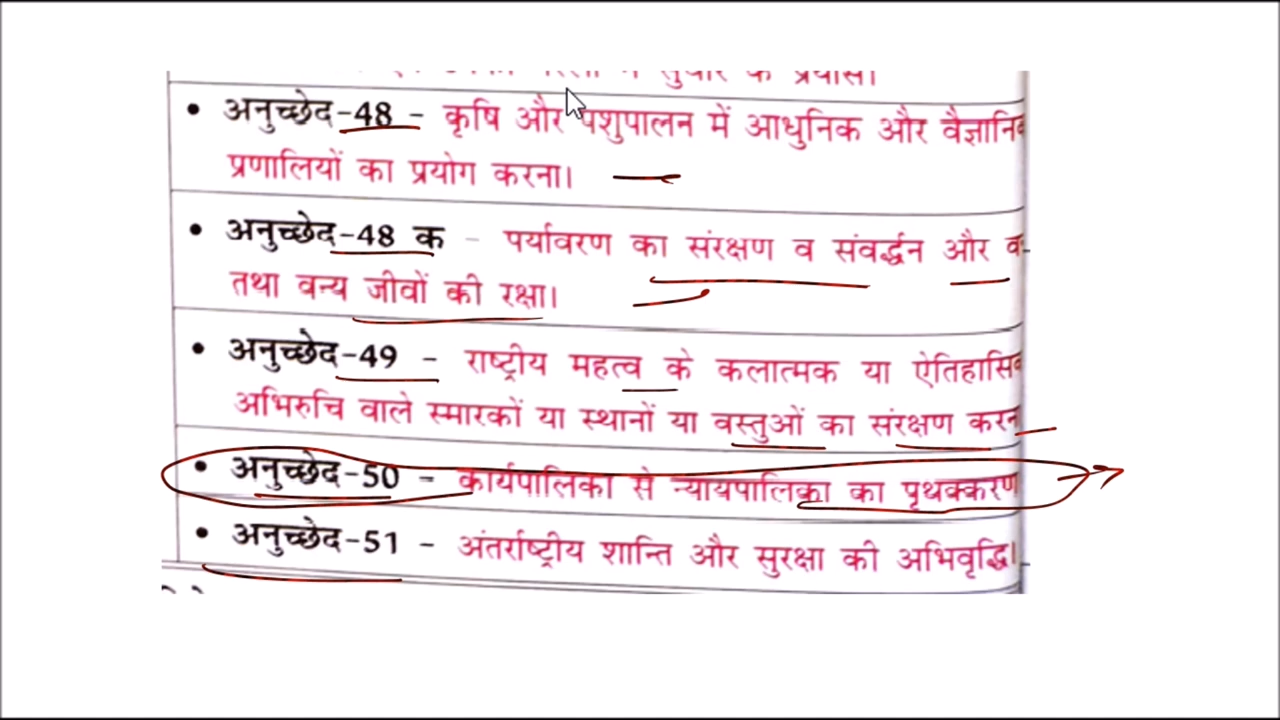 सुधार के प्रयास।
• अनुच्छेद-48 - कृषि और पशुपालन में आधुनिक और
प्रणालियों का प्रयोग करना।
• अनुच्छेद-48 क - पर्यावरण का संरक्षण व संवर्द्धन और
तथा वन्य जीवों की रक्षा।
• अनुच्छेद-49 - राष्ट्रीय महत्व के कलात्मक या
अभिरुचि वाले स्मारकों या स्थानों या वस्तुओं का संरक्षण
• अनुच्छेद-50 - कार्यपालिका से न्यायपालिका का पृथक्करण
• अनुच्छेद-51 - अंतर्राष्ट्रीय शान्ति और सुरक्षा की अभिवृद्धि।